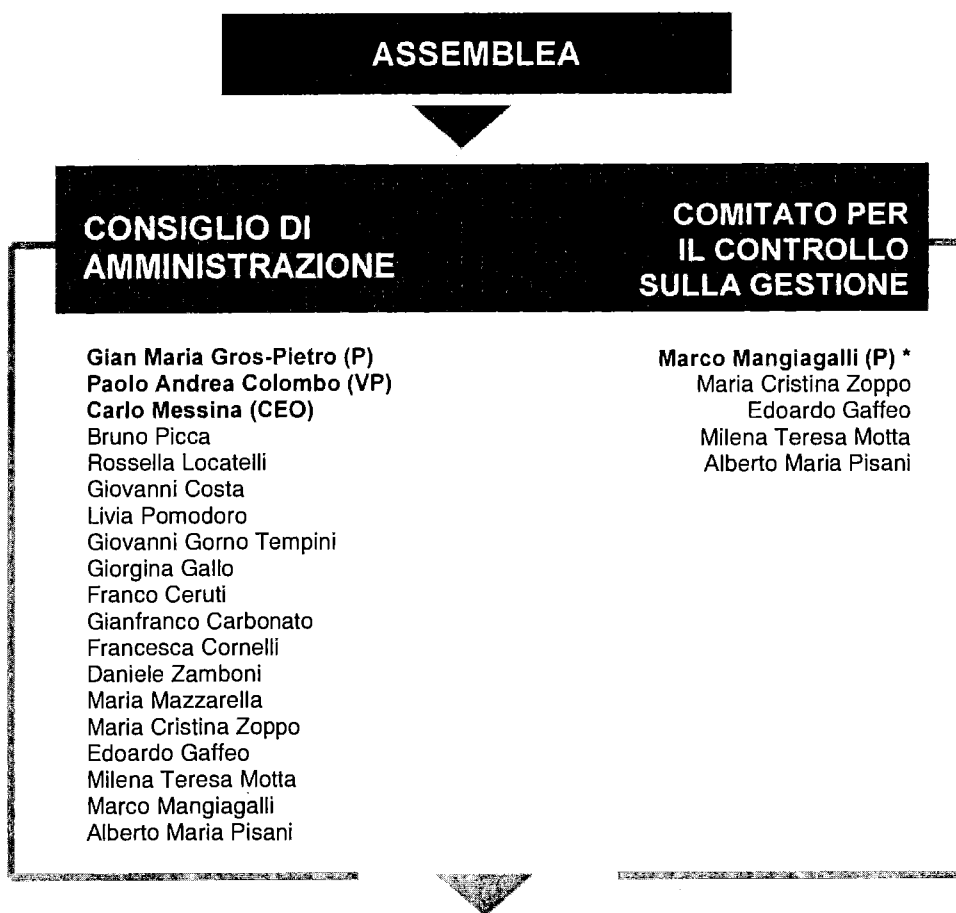 ASSEMBLEA
CONSIGLIO DI
AMMINISTRAZIONE
COMITATO PER
IL CONTROLLO
SULLA GESTIONE
Gian Maria Gros-Pietro (P)
Paolo Andrea Colombo (VP)
Carlo Messina (CEO)
Bruno Picca
Rossella Locatelli
Giovanni Costa
Livia Pomodoro
Giovanni Gorno Tempini
Giorgina Gallo
Franco Ceruti
Gianfranco Carbonato
Francesca Cornelli
Daniele Zamboni
Maria Mazzarella
Maria Cristina Zoppo
Edoardo Gaffeo
Milena Teresa Motta
Marco Mangiagalli
Alberto Maria Pisani
Marco Mangiagalli (P) *
Maria Cristina Zoppo
Edoardo Gaffeo
Milena Teresa Motta
Alberto Maria Pisani